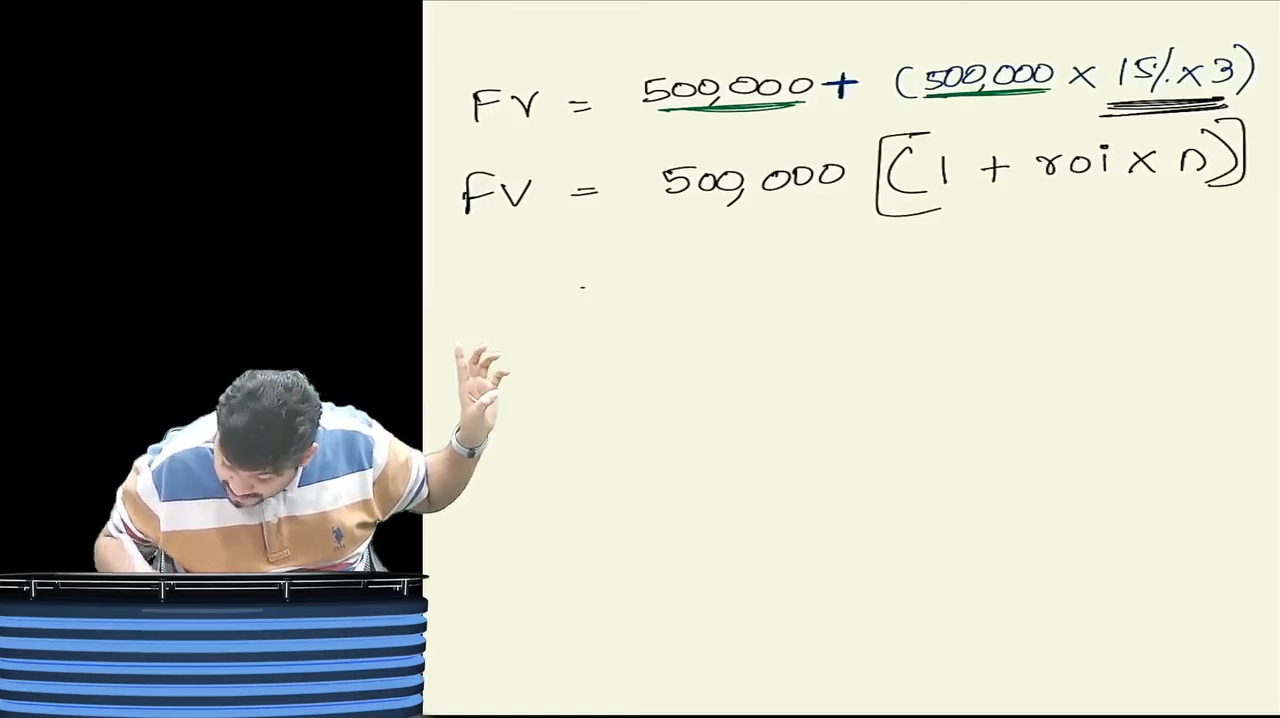 FV = 500,000 + (500,000 × 15% × 3)
FV = 500,000 [(1 + roi × n)]